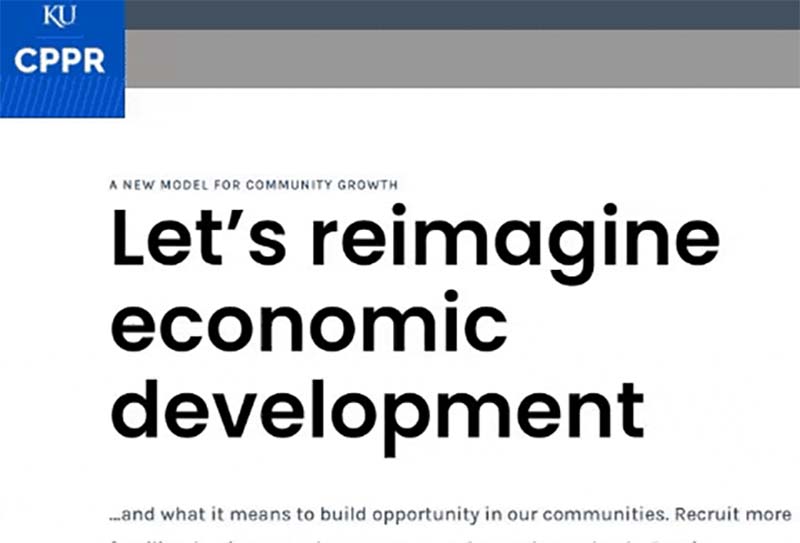 KU
CPPR
A NEW MODEL FOR COMMUNITY GROWTH
Let’s reimagine
economic
development
...and what it means to build opportunity in our communities. Recruit more